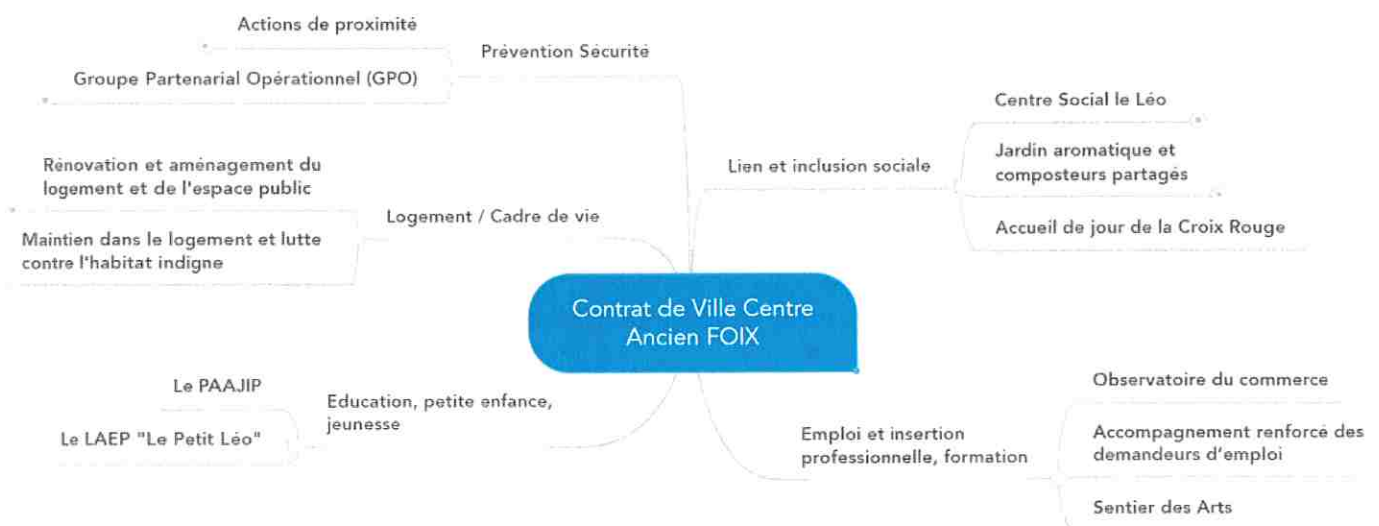 Actions de proximité
Groupe Partenarial Opérationnel (GPO)
Prévention Sécurité
Rénovation et aménagement du
logement et de l'espace public
Maintien dans le logement et lutte
contre l'habitat indigne
Logement / Cadre de vie
Centre Social le Léo
Jardin aromatique et
composteurs partagés
Accueil de jour de la Croix Rouge
Lien et inclusion sociale
Contrat de Ville Centre
Ancien FOIX
Le PAAJIP
Le LAEP "Le Petit Léo"
Education, petite enfance,
jeunesse
Emploi et insertion
professionnelle, formation
Observatoire du commerce
Accompagnement renforcé des
demandeurs d'emploi
Sentier des Arts